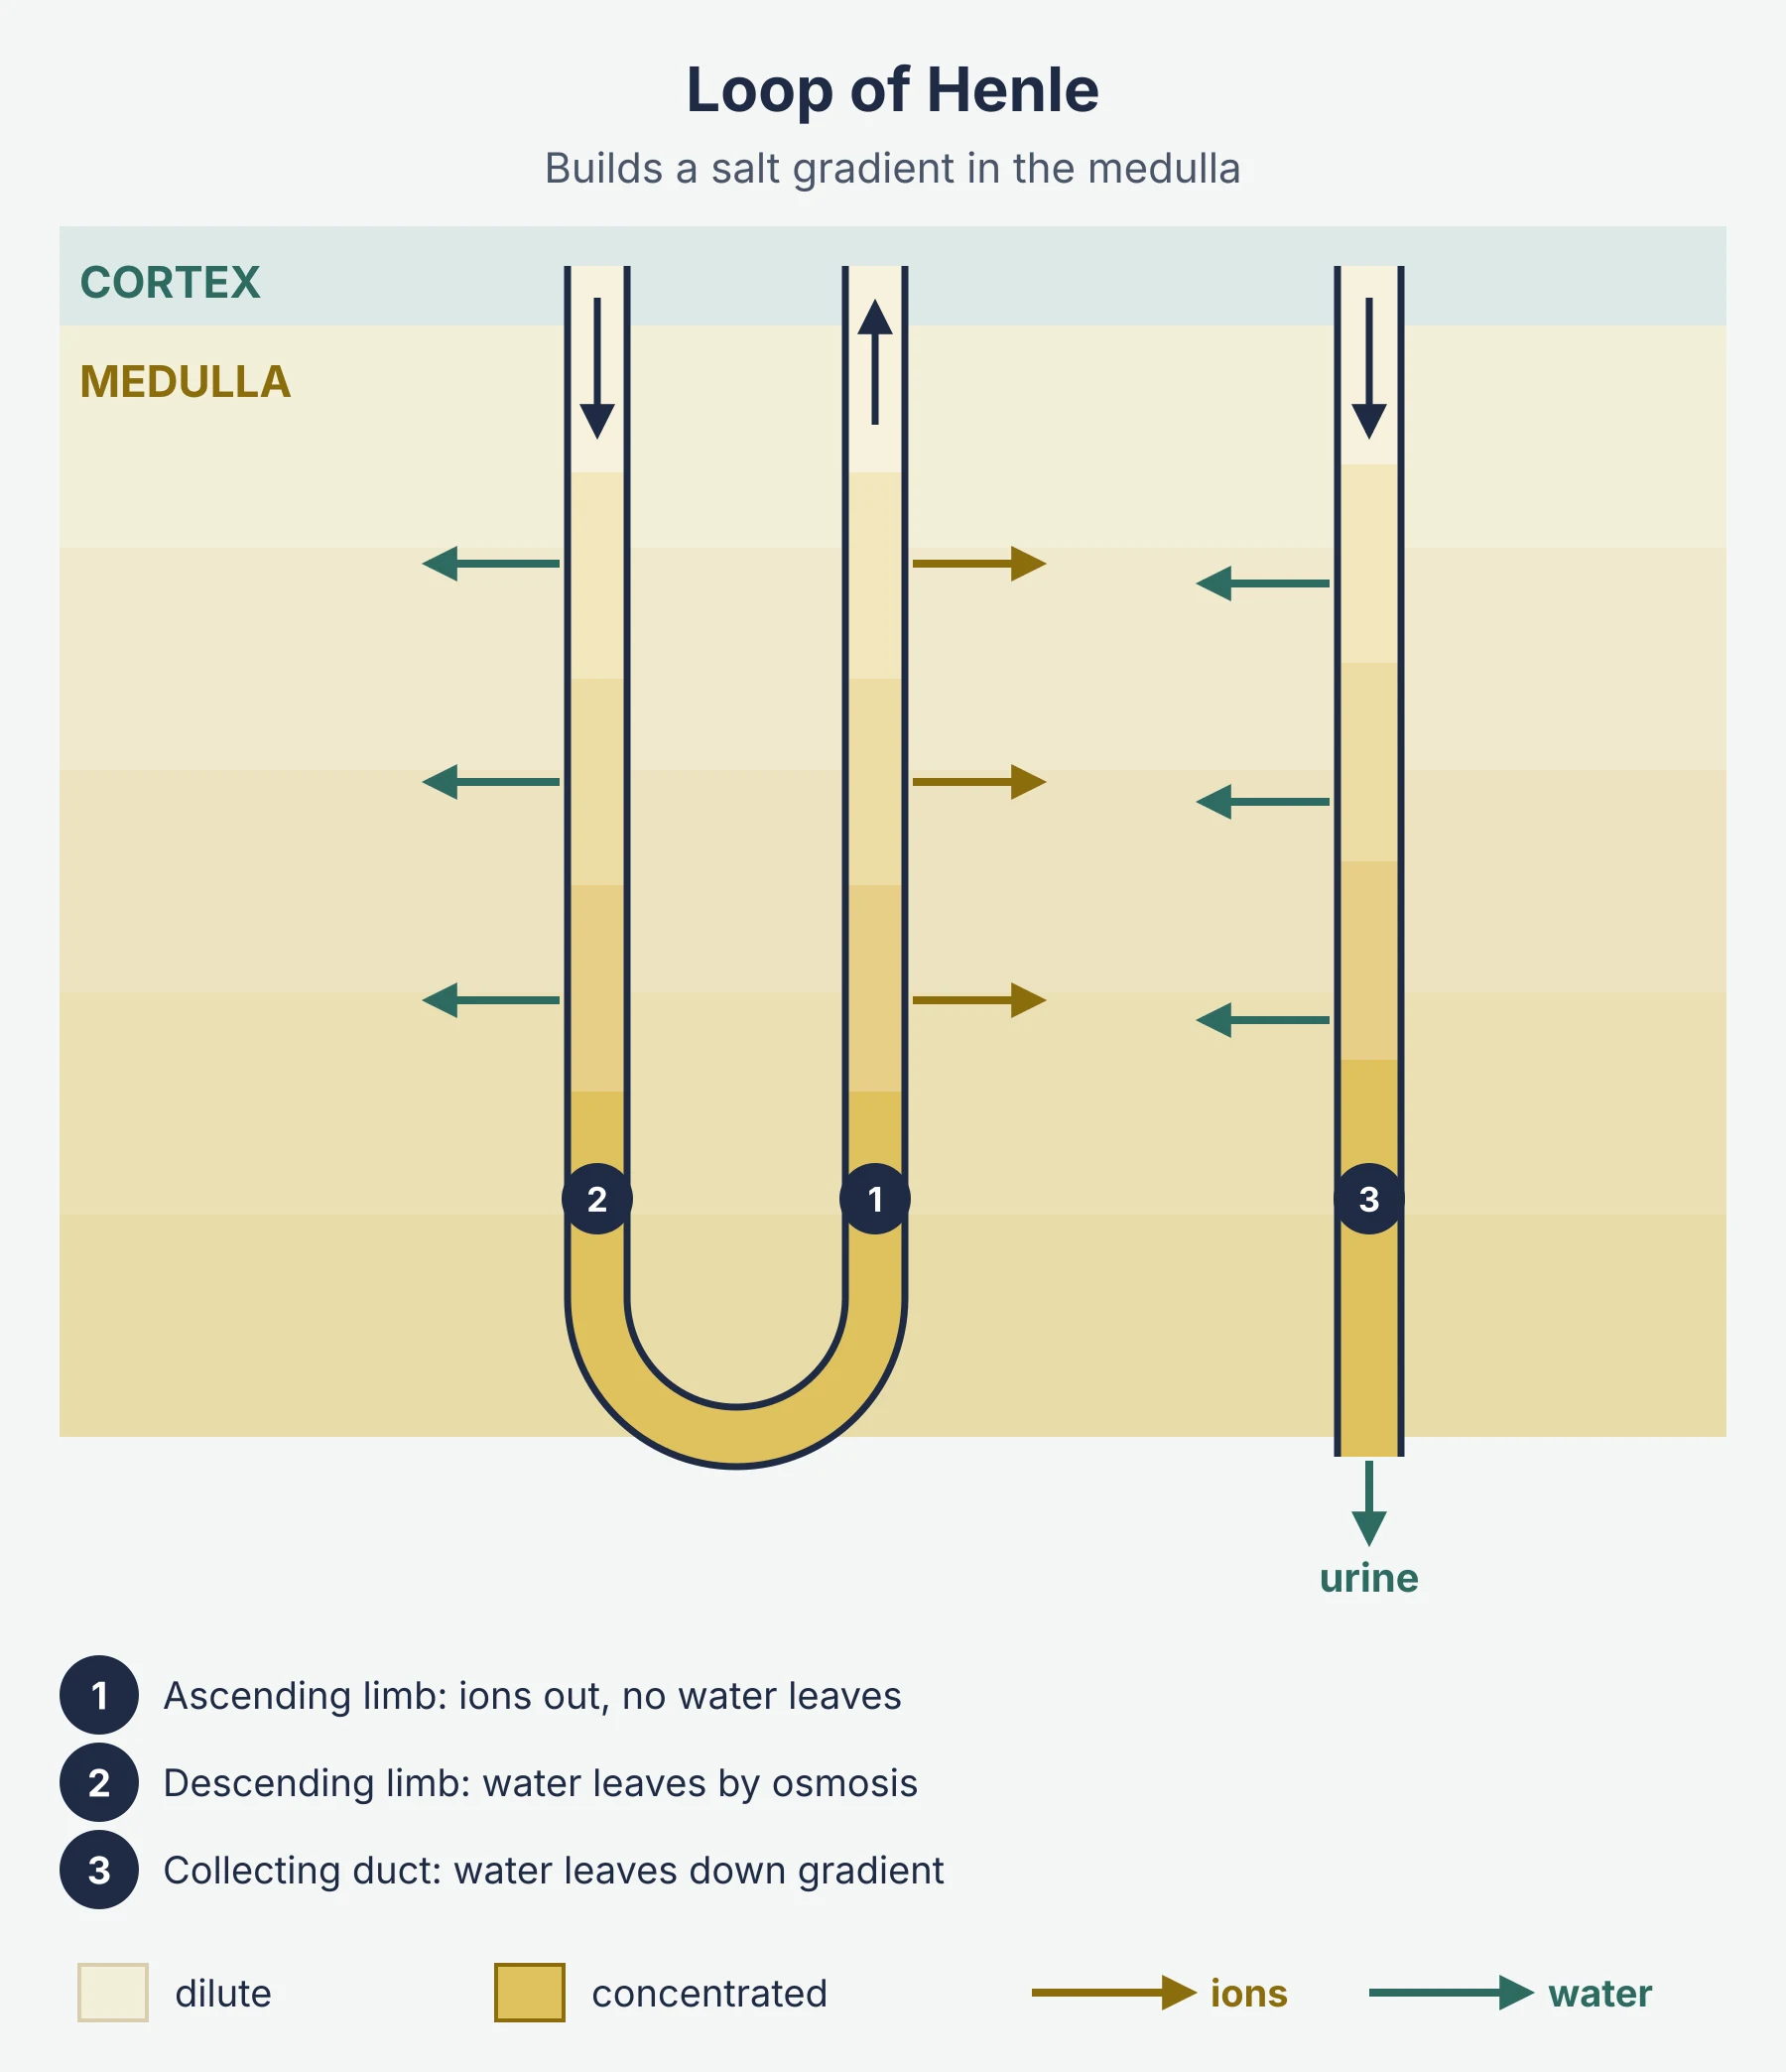 Loop of Henle
Builds a salt gradient in the medulla
CORTEX
MEDULLA
2
1
3
urine
1 Ascending limb: ions out, no water leaves
2 Descending limb: water leaves by osmosis
3 Collecting duct: water leaves down gradient
dilute concentrated ions water